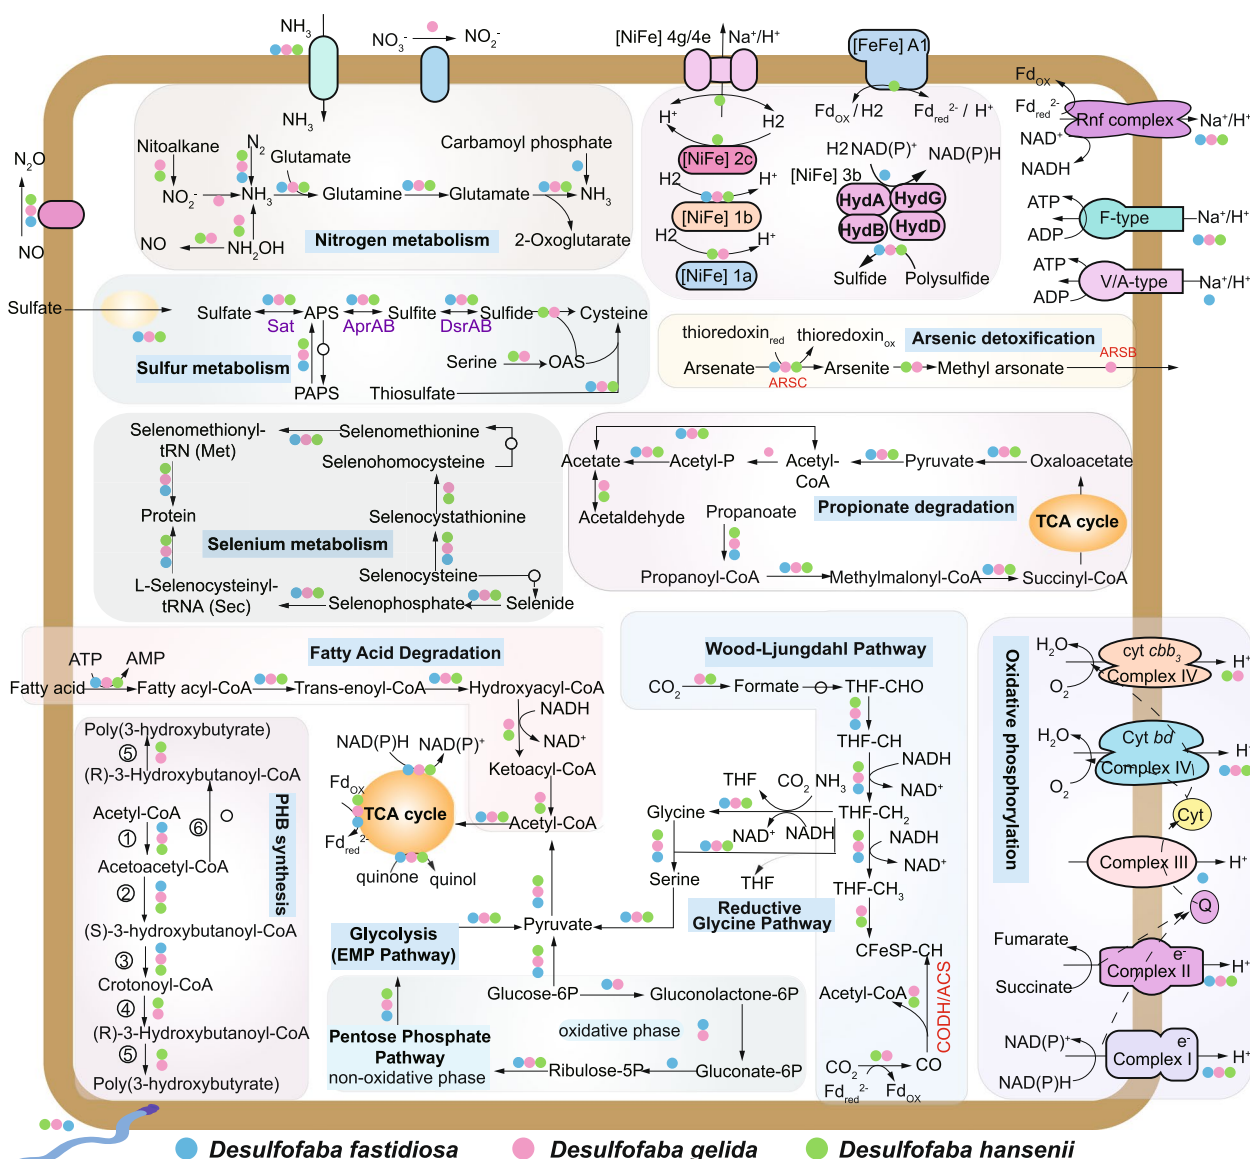 NH3
NO3- NO2-
[NiFe] 4g/4e Na+/H+
[FeFe] A1
NH3
FdOX / H2
Fdred2- / H+
H+ H2
[NiFe] 2c
H2 H+
[NiFe] 1b
H2 H+
[NiFe] 1a
H2 NAD(P)+ NAD(P)H
[NiFe] 3b
HydA HydG
HydB HydD
Sulfide Polysulfide
FdOX
Fdred2-
Rnf complex
Na+/H+
NAD+
NADH
ATP
F-type
Na+/H+
ADP
ATP
V/A-type
Na+/H+
ADP
N2O
NO
Nitoalkane
N2
Glutamate
Carbamoyl phosphate
NO2- NH3 Glutamine Glutamate NH3
NO NH2OH
2-Oxoglutarate
Nitrogen metabolism
Sulfate
Sulfate APS Sulfite Sulfide Cysteine
Sat AprAB DsrAB
Serine OAS
Sulfur metabolism
PAPS Thiosulfate
thioredoxinred thioredoxinox
Arsenic detoxification
Arsenate Arsenite Methyl arsonate
ARSC
ARSB
Selenomethionyl-
tRN (Met)
Selenomethionine
Selenohomocysteine
Protein
Selenocystathionine
Selenium metabolism
Selenocysteine
L-Selenocysteinyl-
tRNA (Sec)
Selenophosphate Selenide
Acetate Acetyl-P Acetyl-
CoA
Pyruvate Oxaloacetate
Acetaldehyde
Propanoate
Propionate degradation
TCA cycle
Propanoyl-CoA Methylmalonyl-CoA Succinyl-CoA
Fatty Acid Degradation
ATP AMP
Fatty acid Fatty acyl-CoA Trans-enoyl-CoA Hydroxyacyl-CoA
NADH
NAD+
Ketoacyl-CoA
Acetyl-CoA
NAD(P)H NAD(P)+
FdOX
TCA cycle
Fdred2-
quinone quinol
Poly(3-hydroxybutyrate)
⑤
(R)-3-Hydroxybutanoyl-CoA
Acetyl-CoA
① ⑥
Acetoacetyl-CoA
②
(S)-3-hydroxybutanoyl-CoA
③
Crotonoyl-CoA
④
(R)-3-Hydroxybutanoyl-CoA
⑤
Poly(3-hydroxybutyrate)
PHB synthesis
Wood-Ljungdahl Pathway
CO2 Formate THF-CHO
THF-CH
NADH
NAD+
THF CO2 NH3
Glycine
THF-CH2
NAD+ NADH
NADH
NAD+
Serine
THF
THF-CH3
Reductive
Glycine Pathway
CFeSP-CH
Acetyl-CoA
CODH/ACS
CO2 CO
Fdred2- FdOX
Glycolysis
(EMP Pathway)
Pyruvate
Glucose-6P Gluconolactone-6P
oxidative phase
Pentose Phosphate
Pathway
non-oxidative phase
Ribulose-5P Gluconate-6P
Oxidative phosphorylation
H2O
O2
cyt cbb3
Complex IV
H+
H2O
O2
Cyt bd
Complex IV
H+
Cyt
Complex III
H+
Q
Fumarate
Succinate
e-
Complex II
H+
NAD(P)+
NAD(P)H
e-
Complex I
H+
Desulfofaba fastidiosa Desulfofaba gelida Desulfofaba hansenii